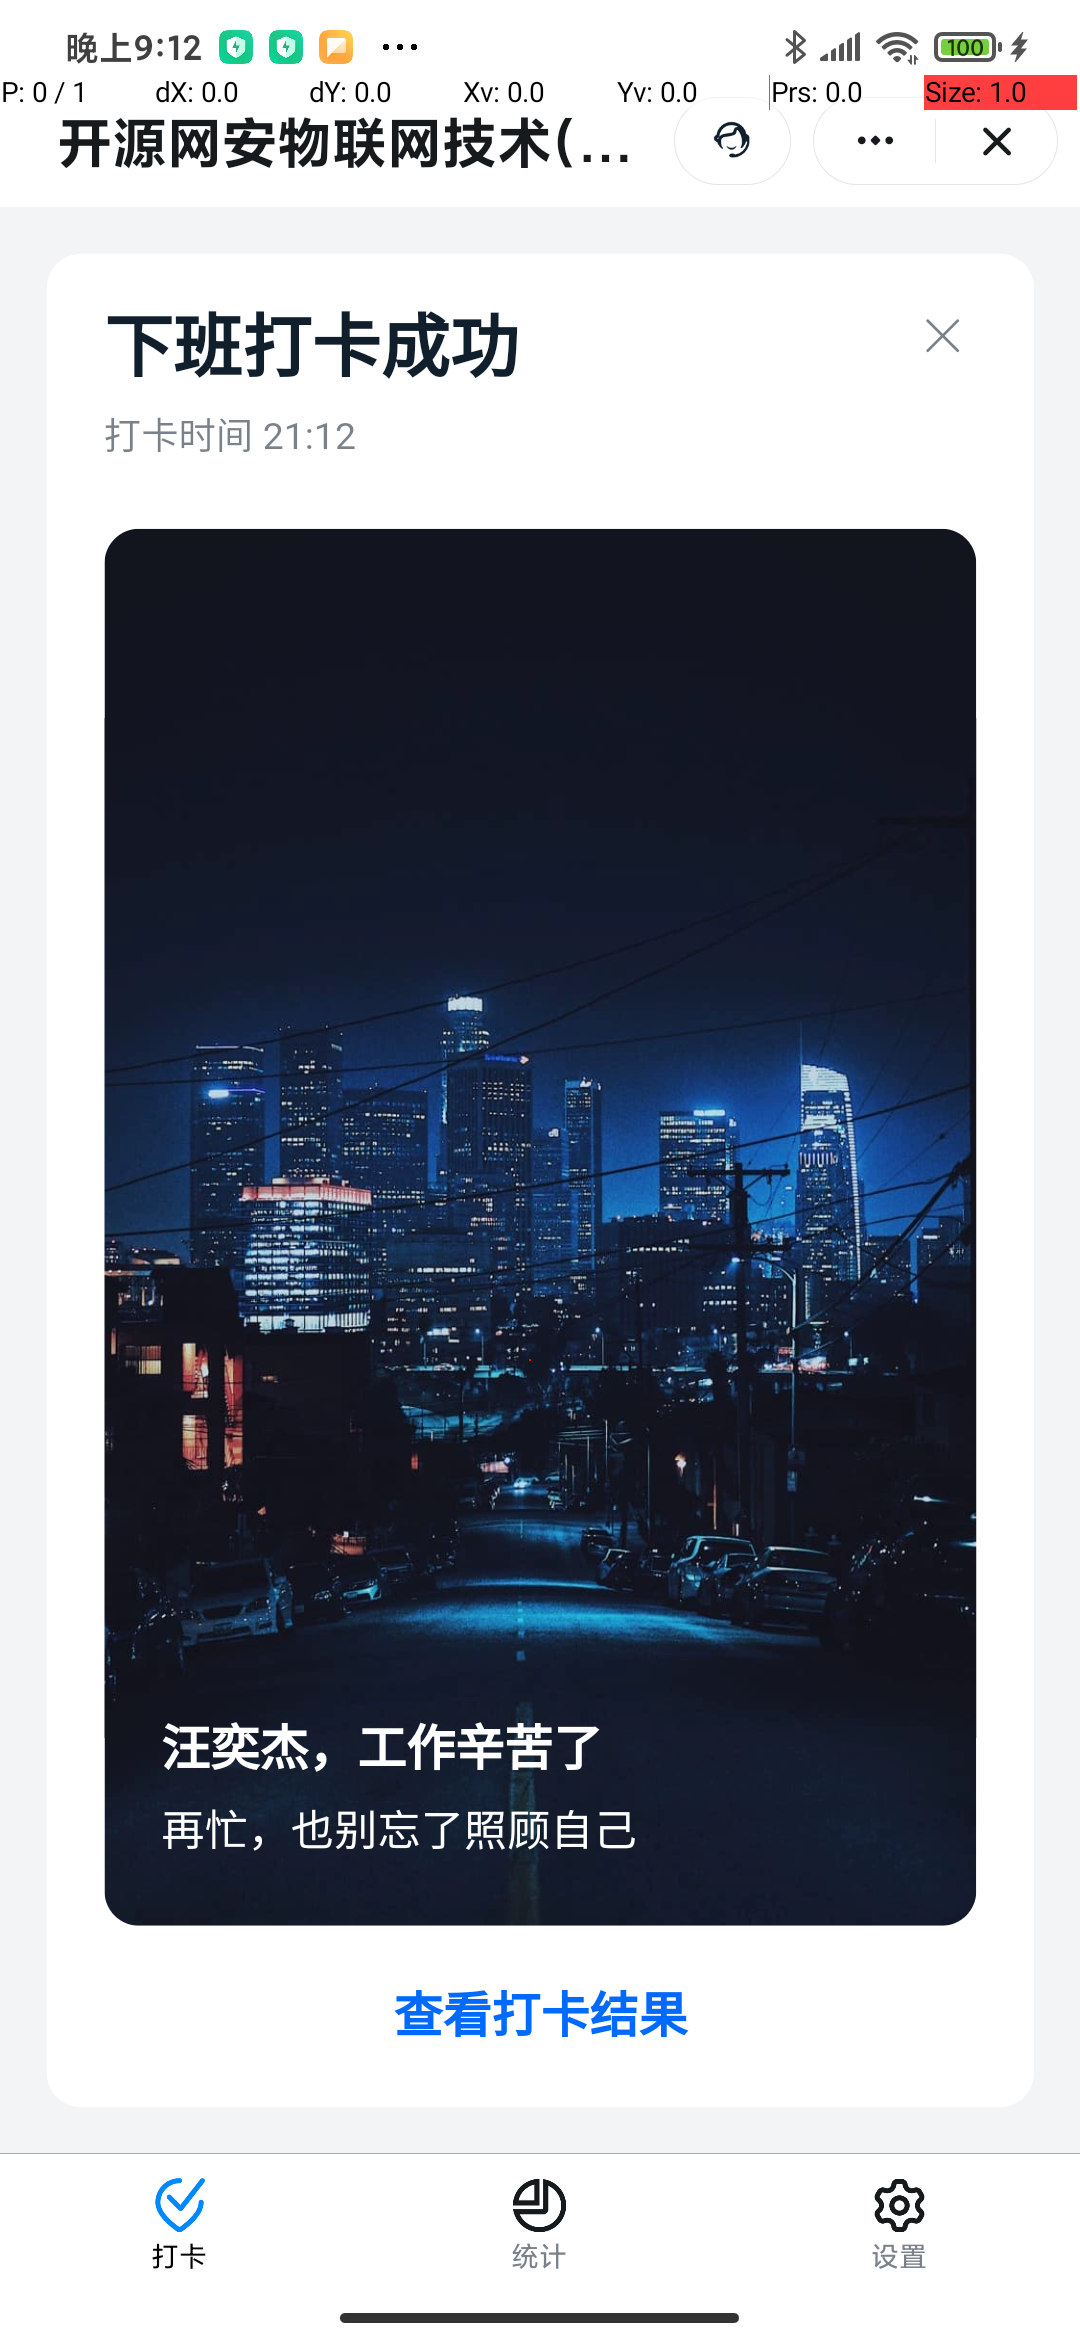 晚上9:12
100
P: 0 / 1 dX: 0.0 dY: 0.0 Xv: 0.0 Yv: 0.0 Prs: 0.0 Size: 1.0
开源网安物联网技术(...
下班打卡成功
打卡时间 21:12
汪奕杰，工作辛苦了
再忙，也别忘了照顾自己
查看打卡结果
打卡 统计 设置